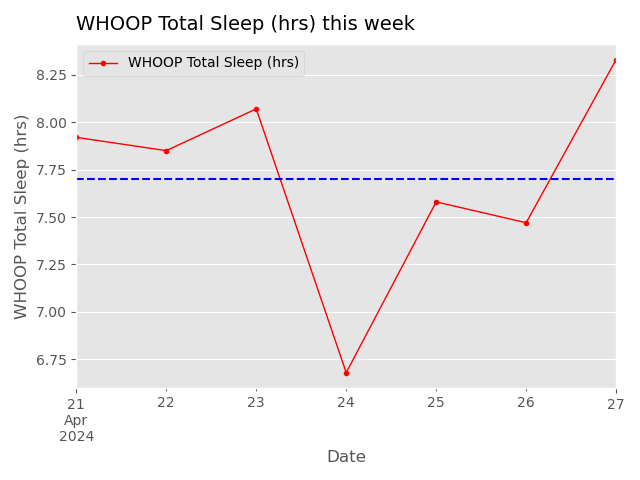 WHOOP Total Sleep (hrs) this week
WHOOP Total Sleep (hrs)
WHOOP Total Sleep (hrs)
8.25
8.00
7.75
7.50
7.25
7.00
6.75
21 22 23 24 25 26 27
Apr
2024
Date